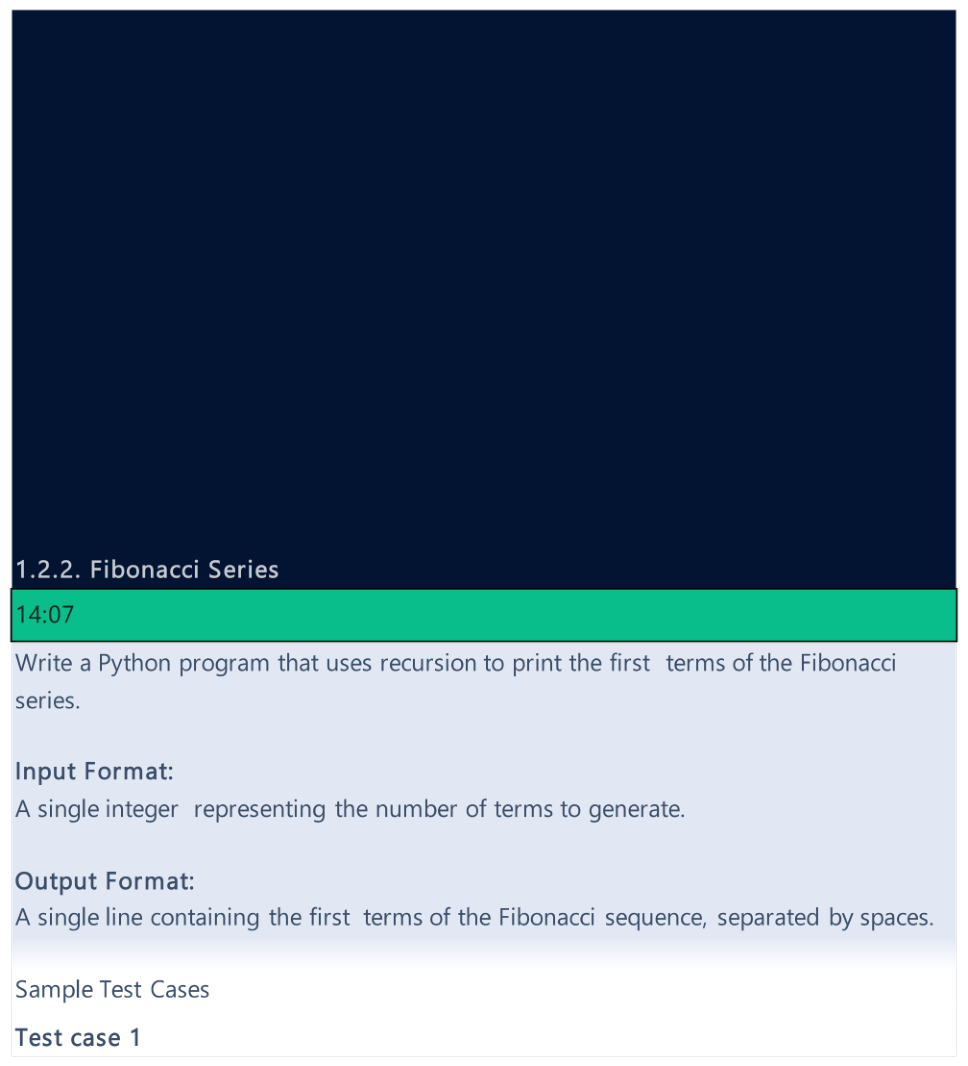 1.2.2. Fibonacci Series
14:07
Write a Python program that uses recursion to print the first  terms of the Fibonacci
series.
Input Format:
A single integer  representing the number of terms to generate.
Output Format:
A single line containing the first  terms of the Fibonacci sequence, separated by spaces.
Sample Test Cases
Test case 1